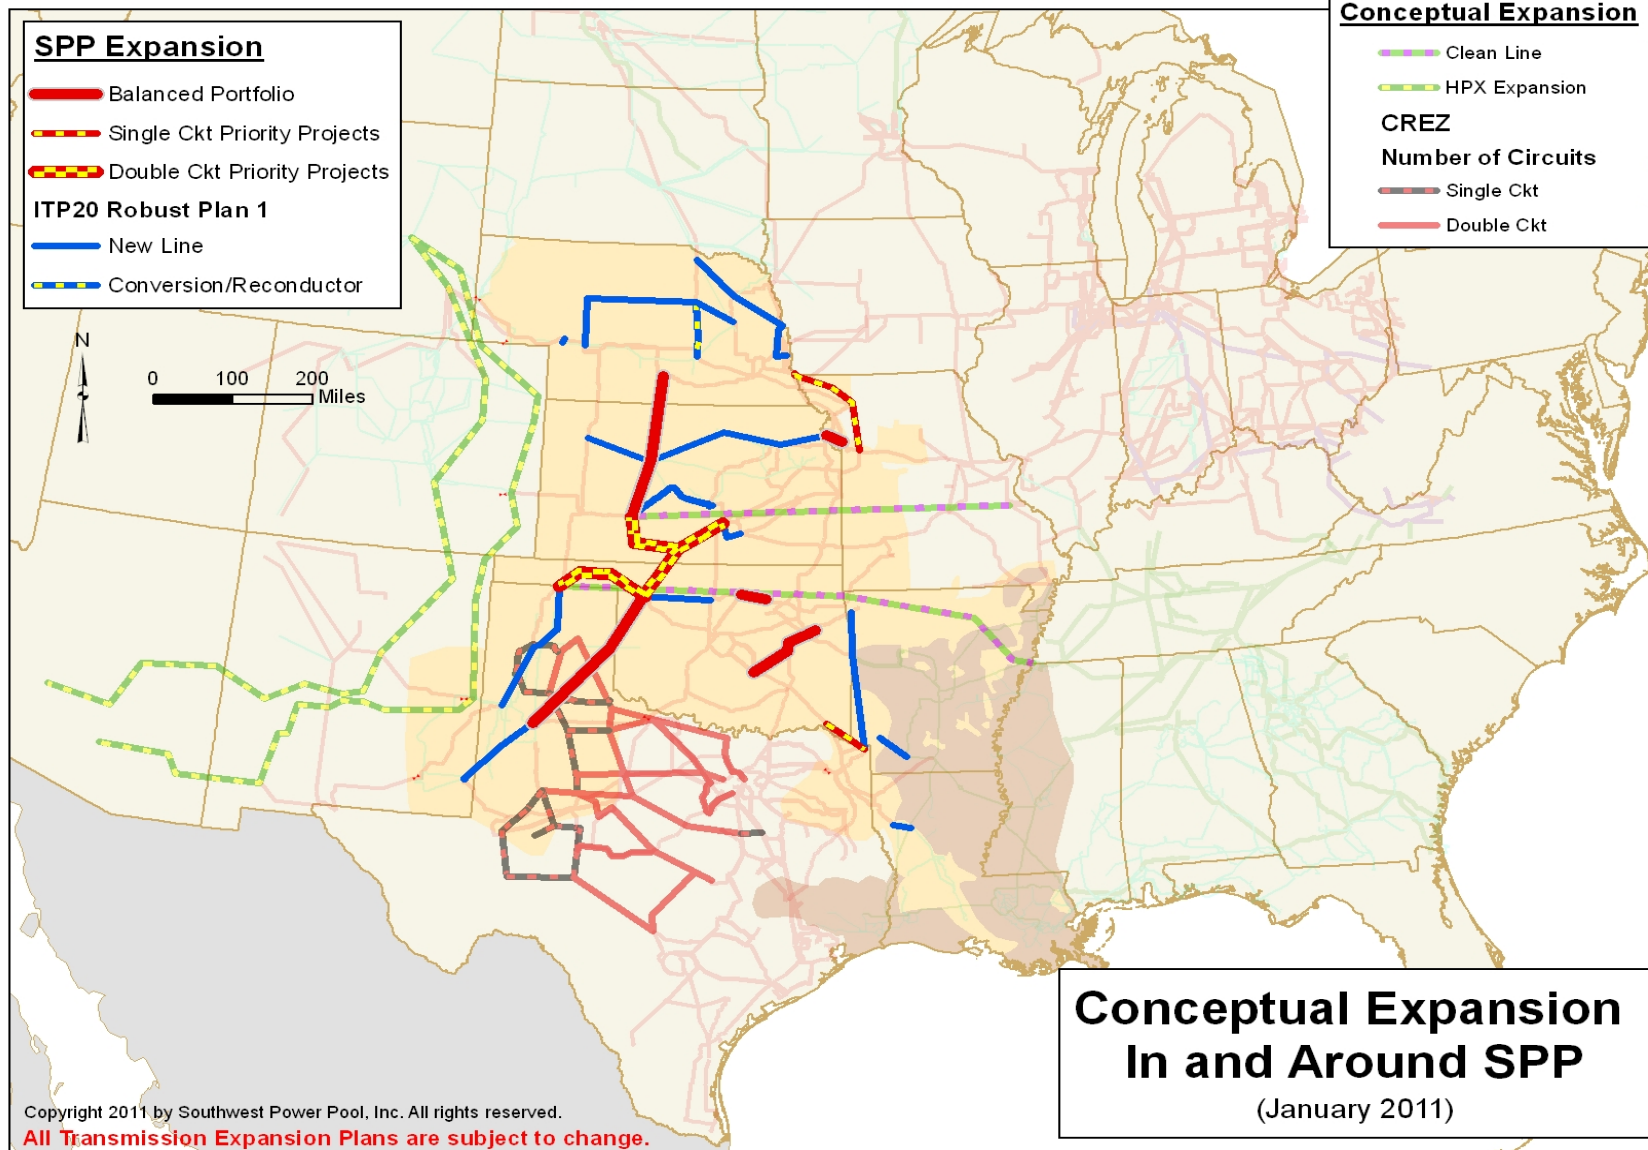 SPP Expansion
Balanced Portfolio
Single Ckt Priority Projects
Double Ckt Priority Projects
ITP20 Robust Plan 1
New Line
Conversion/Reconductor
Conceptual Expansion
Clean Line
HPX Expansion
CREZ
Number of Circuits
Single Ckt
Double Ckt
N
0 100 200
Miles
Conceptual Expansion
In and Around SPP
(January 2011)
Copyright 2011 by Southwest Power Pool, Inc. All rights reserved.
All Transmission Expansion Plans are subject to change.